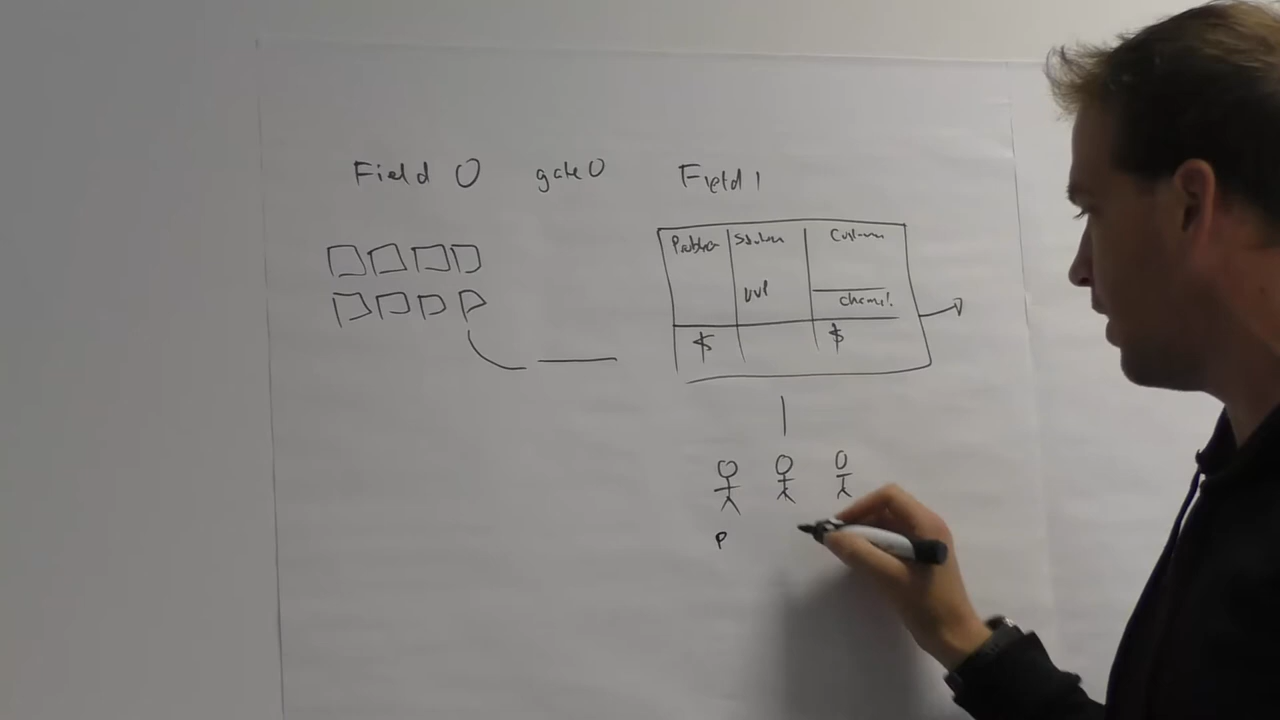 Field 0 gate 0 Field 1
Problem Solution Customer
UVP channel
$ $
P